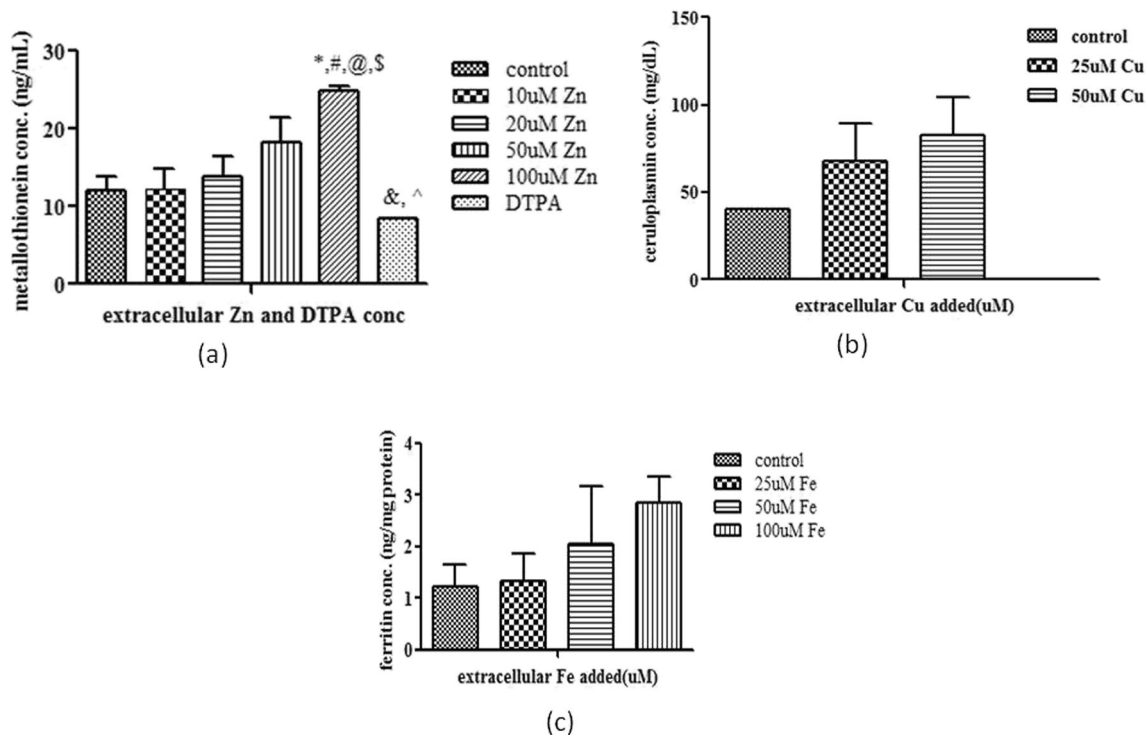 metallothionein conc. (ng/mL)
30
20
10
0
*,#,@,$
&, ^
control
10uM Zn
20uM Zn
50uM Zn
100uM Zn
DTPA
extracellular Zn and DTPA conc
(a)
ceruloplasmin conc. (ng/dL)
150
100
50
0
control
25uM Cu
50uM Cu
extracellular Cu added(uM)
(b)
ferritin conc. (ng/mg protein)
4
3
2
1
0
control
25uM Fe
50uM Fe
100uM Fe
extracellular Fe added(uM)
(c)